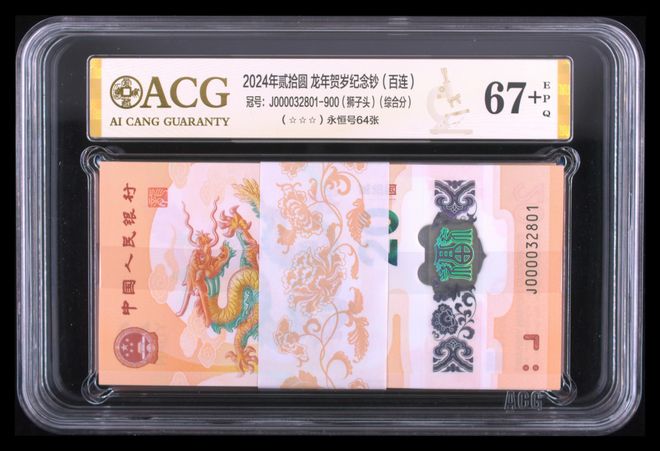 ACG
AI CANG GUARANTY
2024年贰拾圆 龙年贺岁纪念钞（百连）
冠号：J000032801-900（狮子头）（综合分）
（☆☆☆）永恒号64张
67+
EPQ
中国人民银行
J000032801
J
ACG